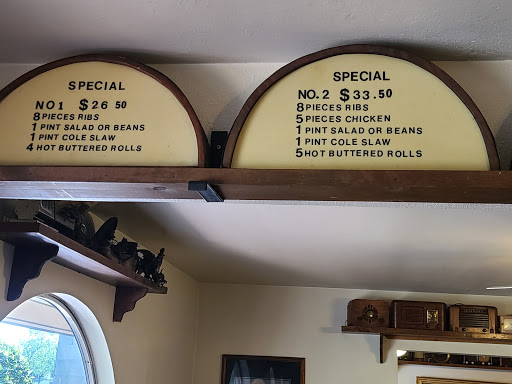 SPECIAL
NO 1 $26 50
8 PIECES RIBS
1 PINT SALAD OR BEANS
1 PINT COLE SLAW
4 HOT BUTTERED ROLLS
SPECIAL
NO. 2 $33.50
8 PIECES RIBS
5 PIECES CHICKEN
1 PINT SALAD OR BEANS
1 PINT COLE SLAW
5 HOT BUTTERED ROLLS